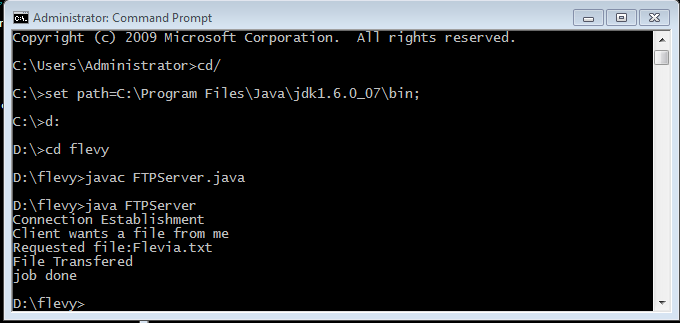 Administrator: Command Prompt
Copyright (c) 2009 Microsoft Corporation.  All rights reserved.
C:\Users\Administrator>cd/
C:\>set path=C:\Program Files\Java\jdk1.6.0_07\bin;
C:\>d:
D:\>cd flevy
D:\flevy>javac FTPServer.java
D:\flevy>java FTPServer
Connection Establishment
Client wants a file from me
Requested file:Flevia.txt
File Transfered
job done
D:\flevy>